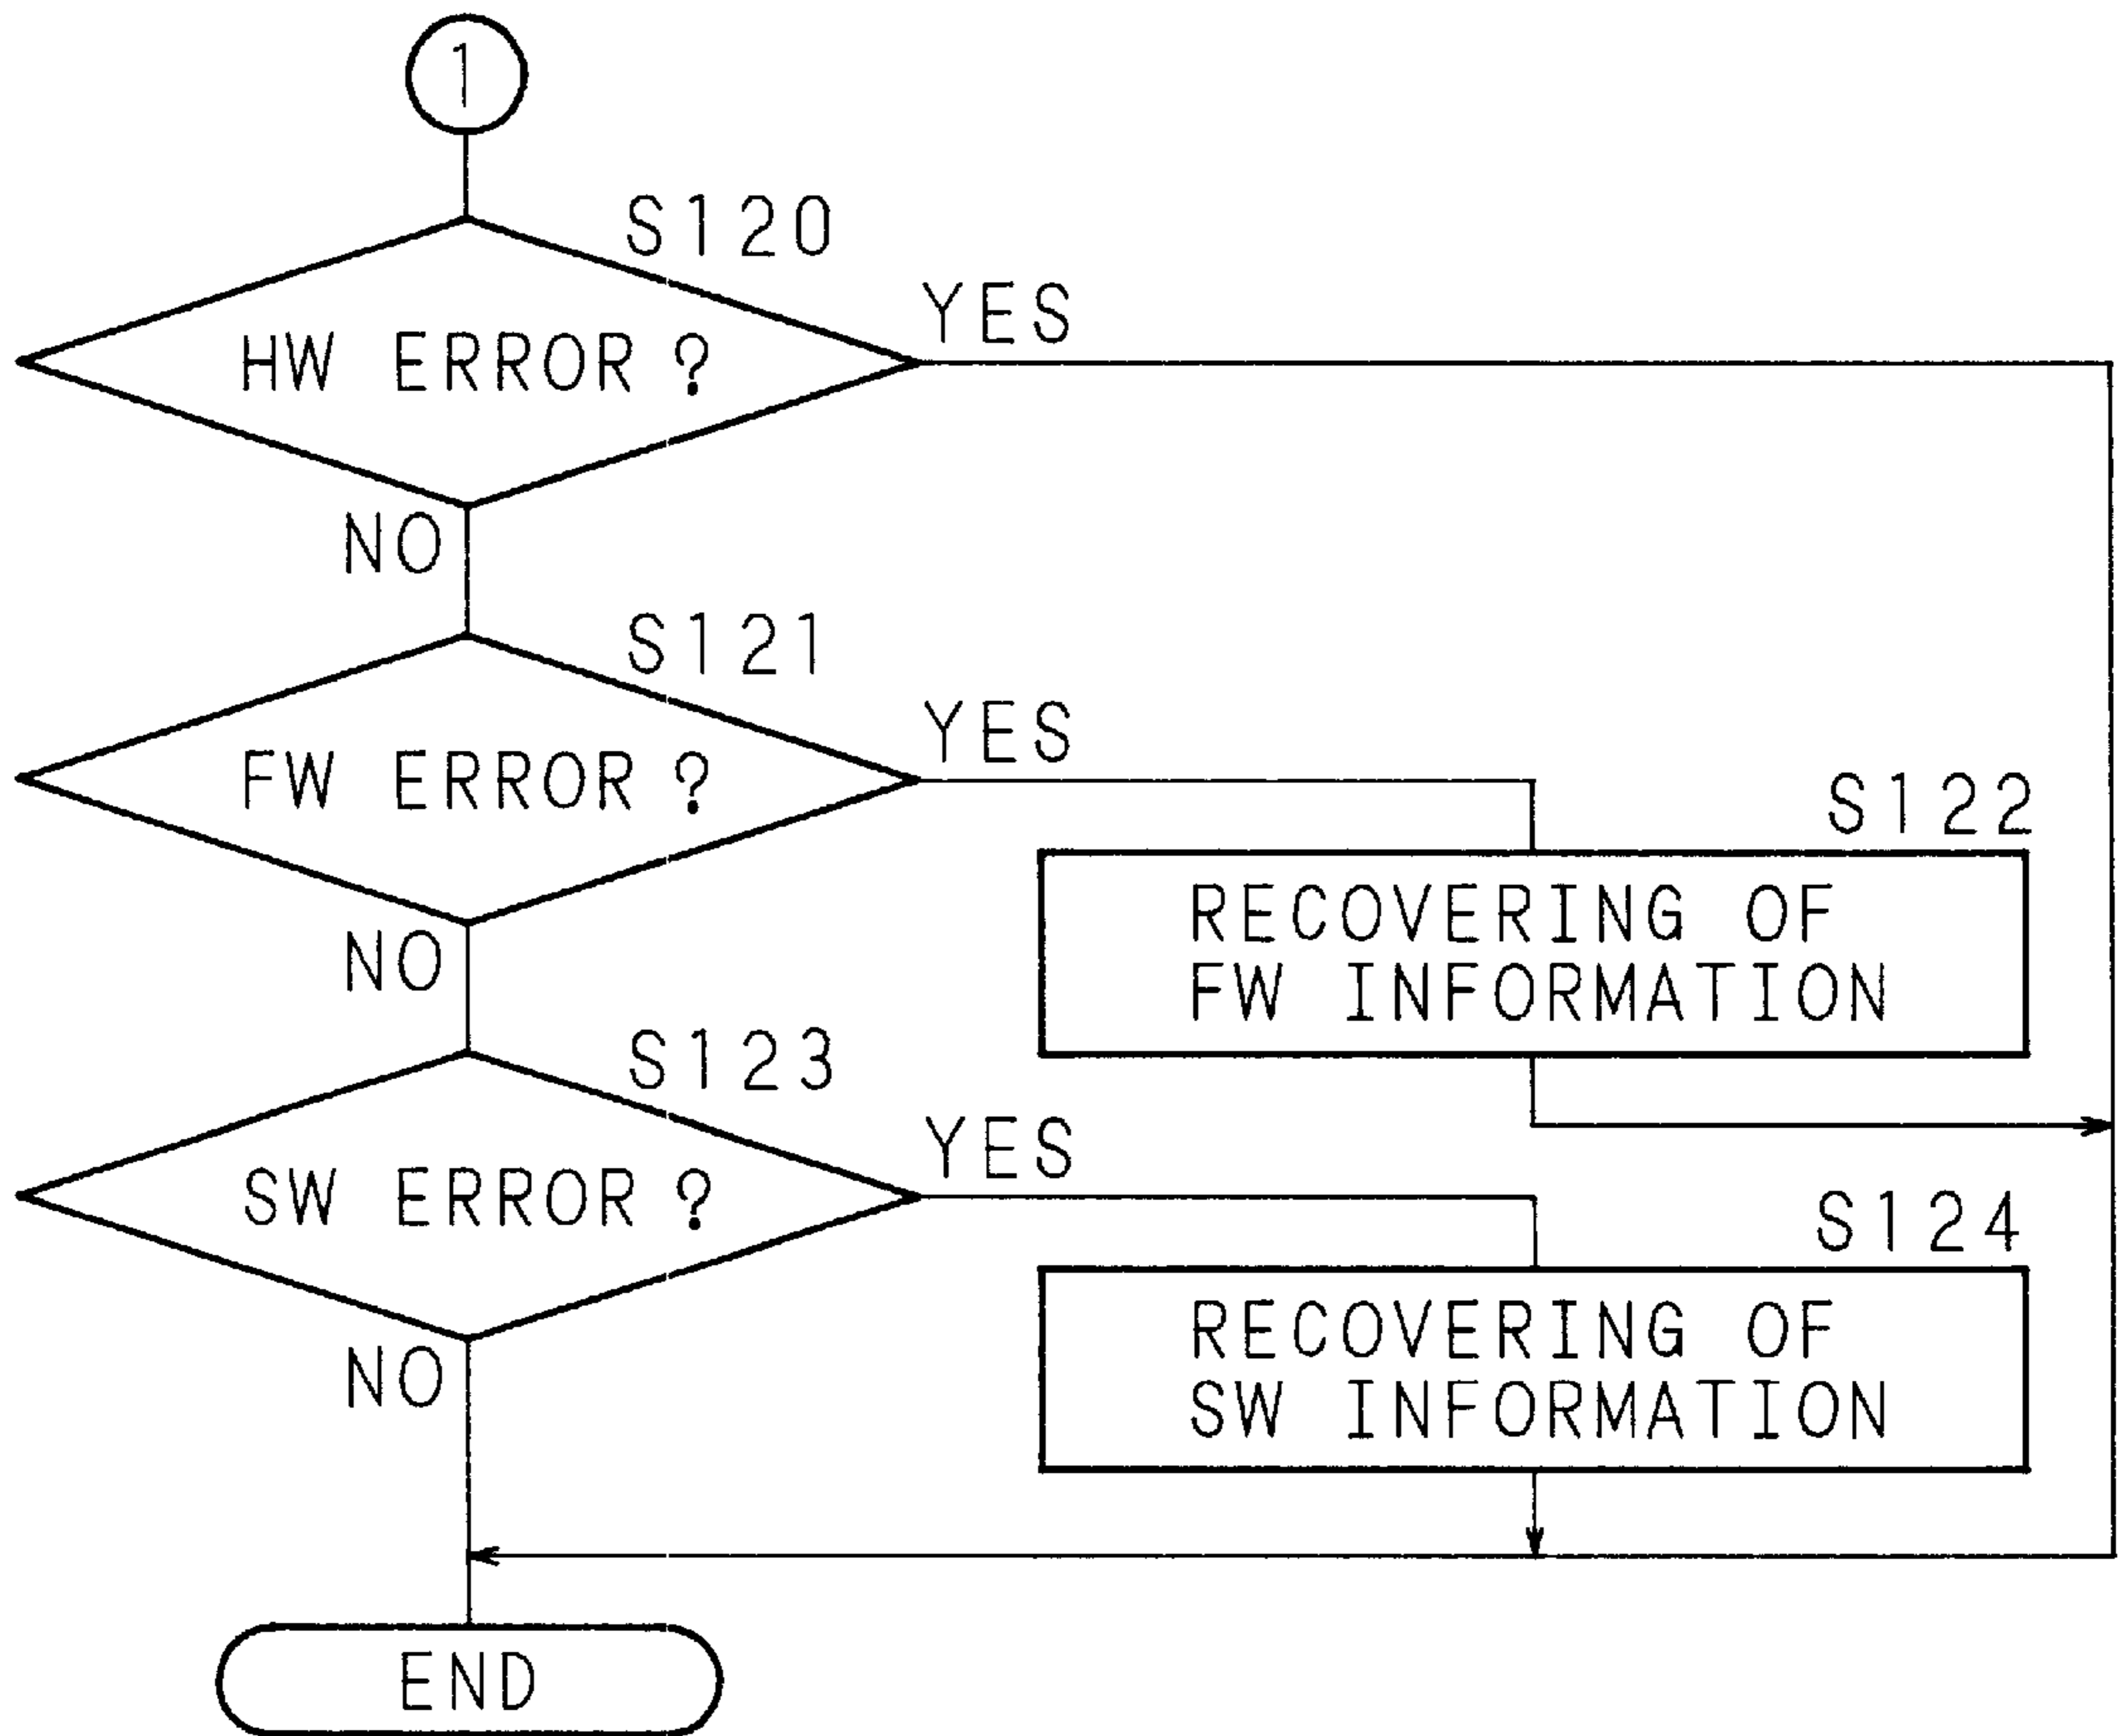 1
S120
YES
HW ERROR ?
NO
S121
YES
FW ERROR ?
S122
RECOVERING OF
FW INFORMATION
NO
S123
YES
SW ERROR ?
S124
RECOVERING OF
SW INFORMATION
NO
END